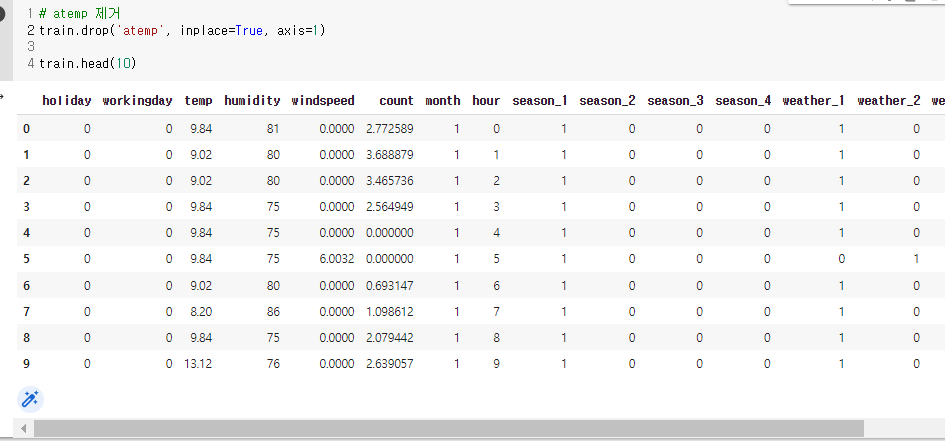 1 # atemp 제거
2 train.drop('atemp', inplace=True, axis=1)
3
4 train.head(10)
holiday workingday temp humidity windspeed count month hour season_1 season_2 season_3 season_4 weather_1 weather_2 we
0 0 0 9.84 81 0.0000 2.772589 1 0 1 0 0 0 1 0
1 0 0 9.02 80 0.0000 3.688879 1 1 1 0 0 0 1 0
2 0 0 9.02 80 0.0000 3.465736 1 2 1 0 0 0 1 0
3 0 0 9.84 75 0.0000 2.564949 1 3 1 0 0 0 1 0
4 0 0 9.84 75 0.0000 0.000000 1 4 1 0 0 0 1 0
5 0 0 9.84 75 6.0032 0.000000 1 5 1 0 0 0 0 1
6 0 0 9.02 80 0.0000 0.693147 1 6 1 0 0 0 1 0
7 0 0 8.20 86 0.0000 1.098612 1 7 1 0 0 0 1 0
8 0 0 9.84 75 0.0000 2.079442 1 8 1 0 0 0 1 0
9 0 0 13.12 76 0.0000 2.639057 1 9 1 0 0 0 1 0